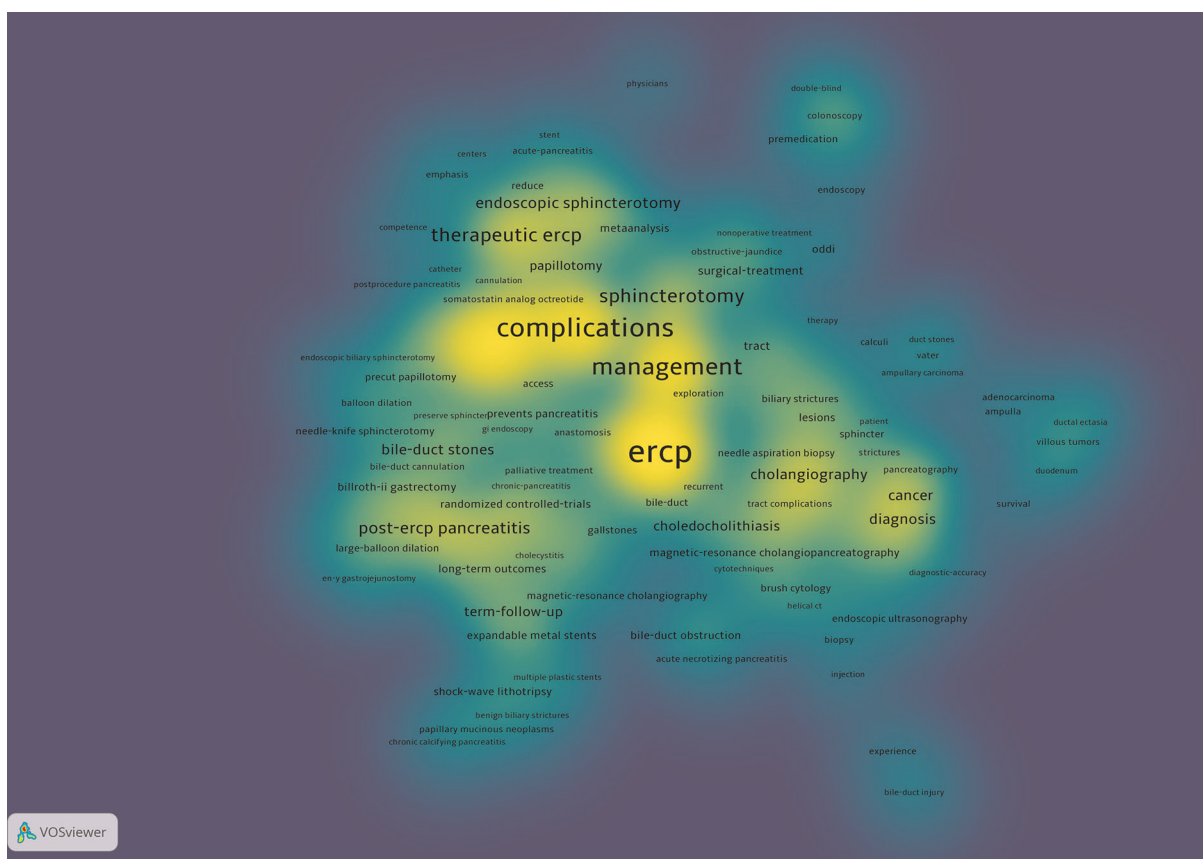 physicians
double-blind
colonoscopy
stent
premedication
centers
acute-pancreatitis
emphasis
reduce
endoscopy
endoscopic sphincterotomy
competence
therapeutic ercp
metaanalysis
nonoperative treatment
obstructive-jaundice
oddi
catheter
papillotomy
surgical-treatment
postprocedure pancreatitis
cannulation
somatostatin analog octreotide
sphincterotomy
complications
therapy
tract
calculi
duct stones
endoscopic biliary sphincterotomy
management
vater
precut papillotomy
access
ampullary carcinoma
exploration
balloon dilation
biliary strictures
adenocarcinoma
preserve sphincter
prevents pancreatitis
lesions
ampulla
patient
ductal ectasia
needle-knife sphincterotomy
gi endoscopy
anastomosis
sphincter
villous tumors
bile-duct stones
ercp
needle aspiration biopsy
strictures
bile-duct cannulation
palliative treatment
cholangiography
pancreatography
duodenum
billroth-ii gastrectomy
chronic-pancreatitis
recurrent
cancer
randomized controlled-trials
bile-duct
tract complications
survival
post-ercp pancreatitis
gallstones
choledocholithiasis
diagnosis
large-balloon dilation
cholecystitis
magnetic-resonance cholangiopancreatography
en-y gastrojejunostomy
long-term outcomes
cytotechniques
diagnostic-accuracy
magnetic-resonance cholangiography
brush cytology
term-follow-up
helical ct
endoscopic ultrasonography
expandable metal stents
bile-duct obstruction
biopsy
acute necrotizing pancreatitis
multiple plastic stents
injection
shock-wave lithotripsy
benign biliary strictures
papillary mucinous neoplasms
chronic calcifying pancreatitis
experience
bile-duct injury
VOSviewer